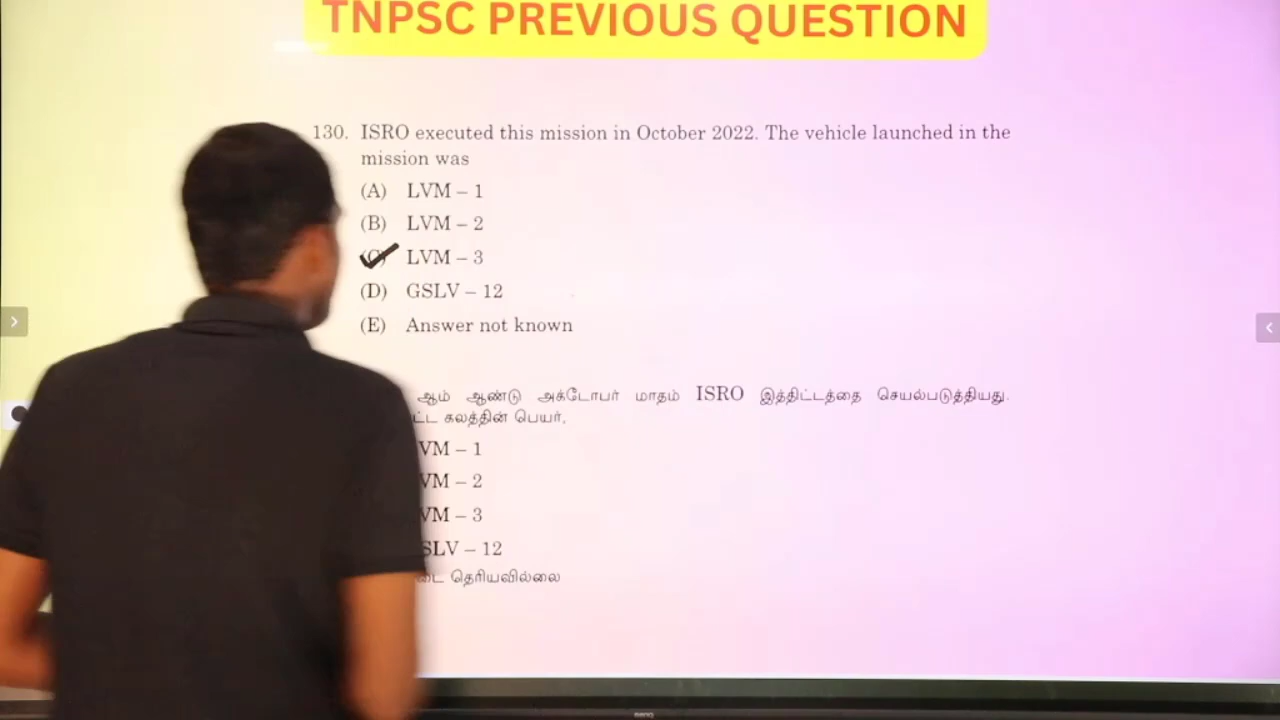 TNPSC PREVIOUS QUESTION
130. ISRO executed this mission in October 2022. The vehicle launched in the
mission was
(A) LVM – 1
(B) LVM – 2
(C) LVM – 3
(D) GSLV – 12
(E) Answer not known
ஆம் ஆண்டு அக்டோபர் மாதம் ISRO இத்திட்டத்தை செயல்படுத்தியது.
கலத்தின் பெயர்,
VM – 1
VM – 2
VM – 3
SLV – 12
தெரியவில்லை